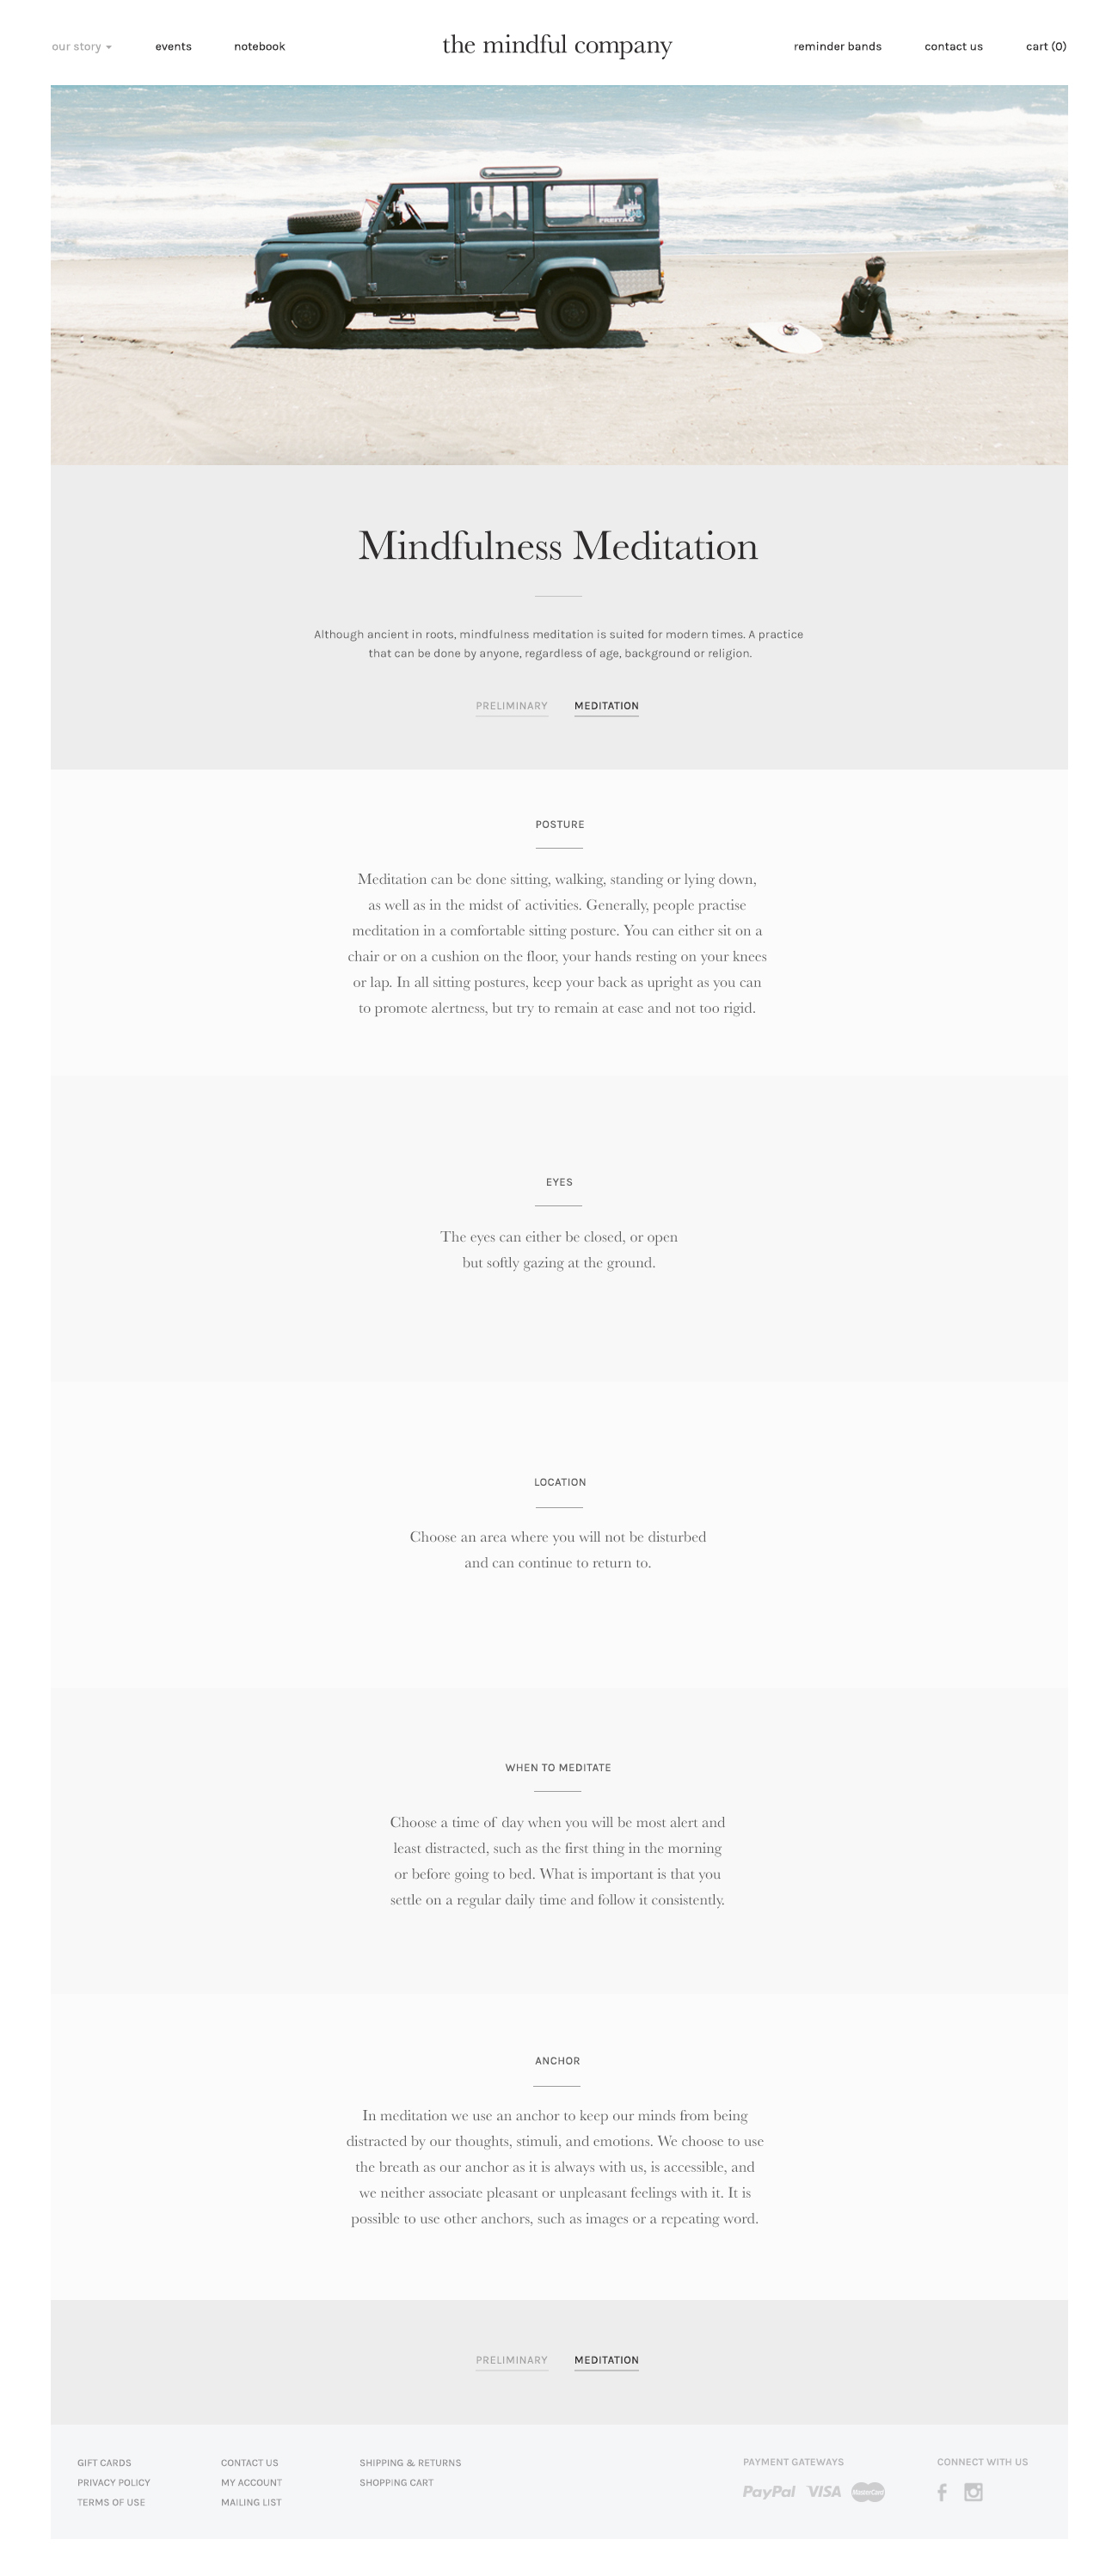 our story
events
notebook
the mindful company
reminder bands
contact us
cart (0)
FREITAG
Mindfulness Meditation
Although ancient in roots, mindfulness meditation is suited for modern times. A practice
that can be done by anyone, regardless of age, background or religion.
PRELIMINARY
MEDITATION
POSTURE
Meditation can be done sitting, walking, standing or lying down,
as well as in the midst of activities. Generally, people practise
meditation in a comfortable sitting posture. You can either sit on a
chair or on a cushion on the floor, your hands resting on your knees
or lap. In all sitting postures, keep your back as upright as you can
to promote alertness, but try to remain at ease and not too rigid.
EYES
The eyes can either be closed, or open
but softly gazing at the ground.
LOCATION
Choose an area where you will not be disturbed
and can continue to return to.
WHEN TO MEDITATE
Choose a time of day when you will be most alert and
least distracted, such as the first thing in the morning
or before going to bed. What is important is that you
settle on a regular daily time and follow it consistently.
ANCHOR
In meditation we use an anchor to keep our minds from being
distracted by our thoughts, stimuli, and emotions. We choose to use
the breath as our anchor as it is always with us, is accessible, and
we neither associate pleasant or unpleasant feelings with it. It is
possible to use other anchors, such as images or a repeating word.
PRELIMINARY
MEDITATION
GIFT CARDS
PRIVACY POLICY
TERMS OF USE
CONTACT US
MY ACCOUNT
MAILING LIST
SHIPPING & RETURNS
SHOPPING CART
PAYMENT GATEWAYS
PayPal VISA MasterCard
CONNECT WITH US